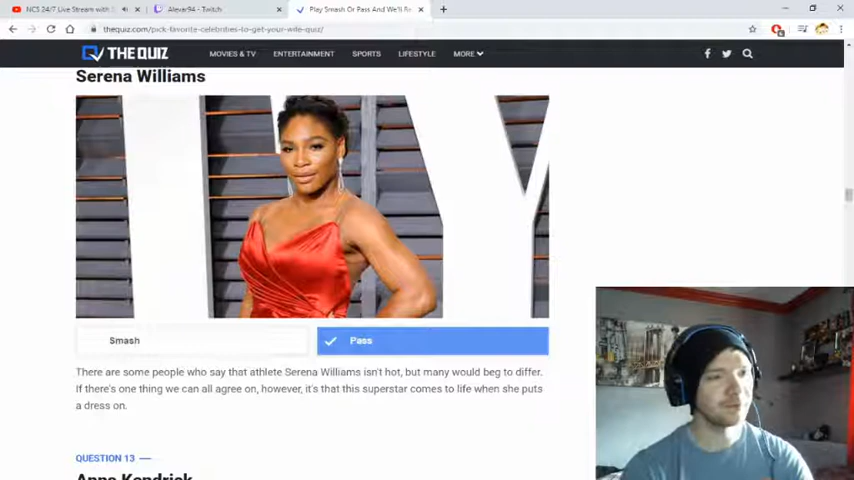 NCS 24/7 Live Stream with S
Alevar94 - Twitch
Play Smash Or Pass And We'll Re
thequiz.com/pick-favorite-celebrities-to-get-your-wife-quiz/
THE QUIZ MOVIES & TV ENTERTAINMENT SPORTS LIFESTYLE MORE
Serena Williams
Smash Pass
There are some people who say that athlete Serena Williams isn't hot, but many would beg to differ.
If there's one thing we can all agree on, however, it's that this superstar comes to life when she puts
a dress on.
QUESTION 13
Anna Kendrick